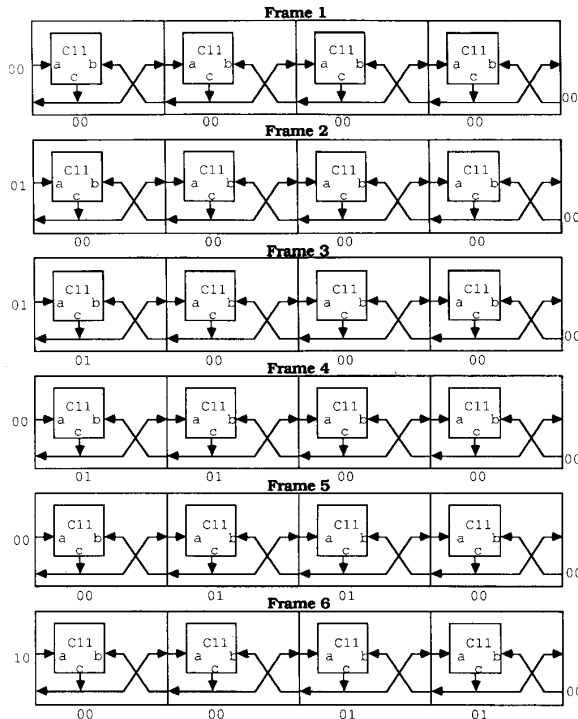 Frame 1
C11 C11 C11 C11
00 a b a b a b a b
c c c c
00
00 00 00 00
Frame 2
C11 C11 C11 C11
01 a b a b a b a b
c c c c
00
00 00 00 00
Frame 3
C11 C11 C11 C11
01 a b a b a b a b
c c c c
00
01 00 00 00
Frame 4
C11 C11 C11 C11
00 a b a b a b a b
c c c c
00
01 01 00 00
Frame 5
C11 C11 C11 C11
00 a b a b a b a b
c c c c
00
00 01 01 00
Frame 6
C11 C11 C11 C11
10 a b a b a b a b
c c c c
00
00 00 01 01